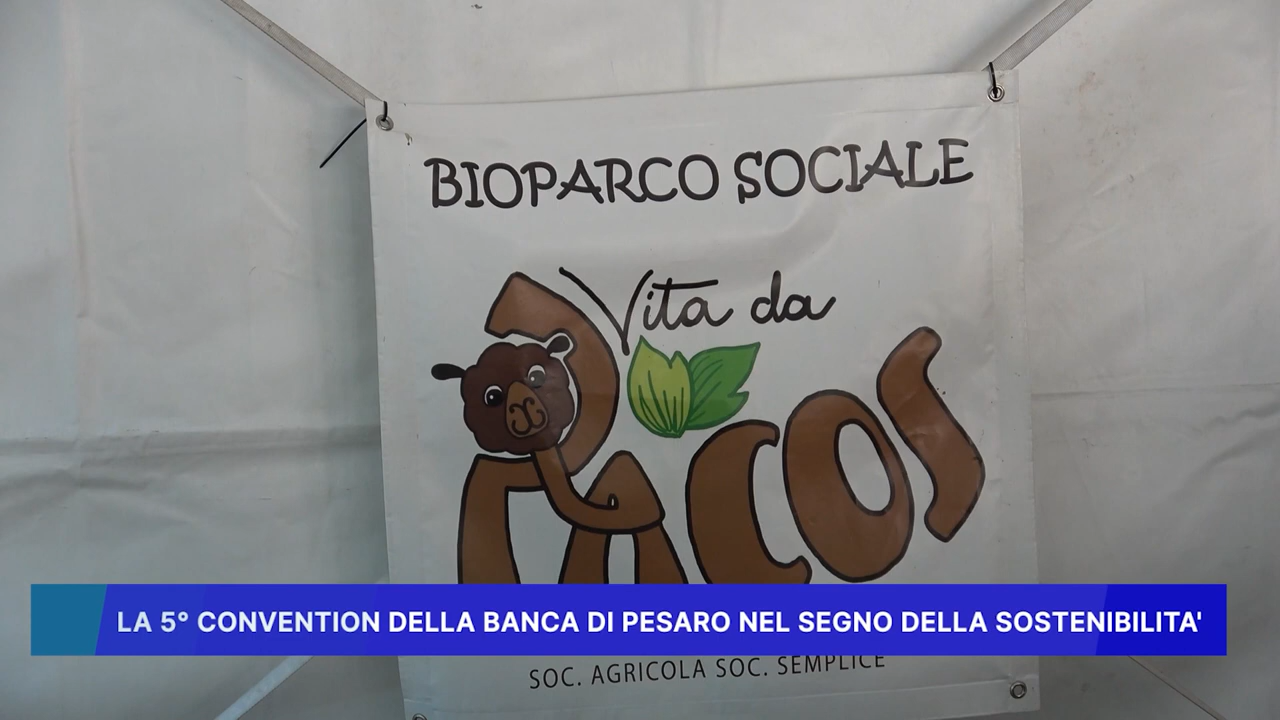 BIOPARCO SOCIALE
Vita da
PACOS
LA 5° CONVENTION DELLA BANCA DI PESARO NEL SEGNO DELLA SOSTENIBILITA'
SOC. AGRICOLA SOC. SEMPLICE